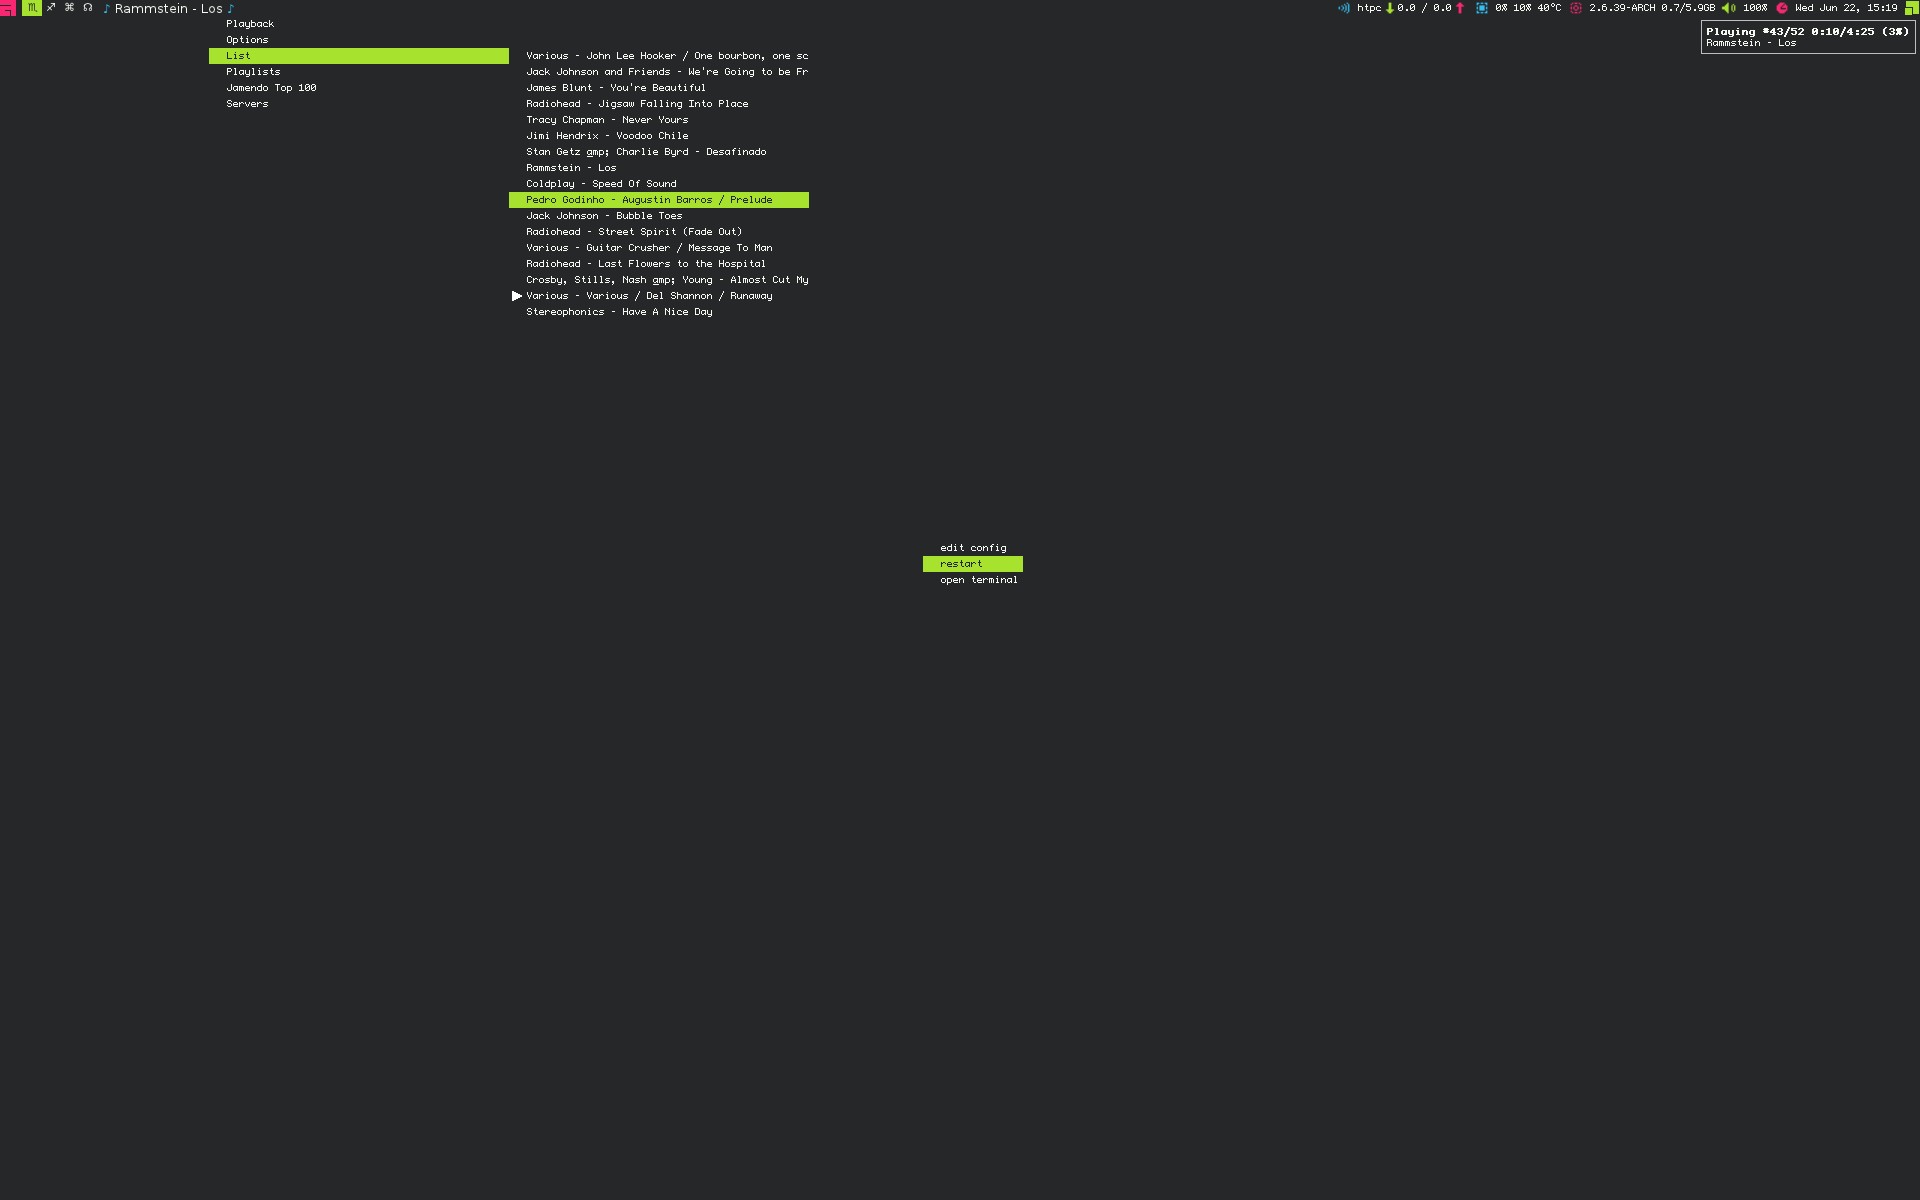 ♏ ♐ ⌘ ☊ ♪ Rammstein - Los ♪ htpc 0.0 / 0.0 0% 10% 40°C 2.6.39-ARCH 0.7/5.9GB 100% Wed Jun 22, 15:19
Playing #43/52 0:10/4:25 (3%)
Rammstein - Los
Playback
Options
List
Playlists
Jamendo Top 100
Servers
Various - John Lee Hooker / One bourbon, one sc
Jack Johnson and Friends - We're Going to be Fr
James Blunt - You're Beautiful
Radiohead - Jigsaw Falling Into Place
Tracy Chapman - Never Yours
Jimi Hendrix - Voodoo Chile
Stan Getz amp; Charlie Byrd - Desafinado
Rammstein - Los
Coldplay - Speed Of Sound
Pedro Godinho - Augustin Barros / Prelude
Jack Johnson - Bubble Toes
Radiohead - Street Spirit (Fade Out)
Various - Guitar Crusher / Message To Man
Radiohead - Last Flowers to the Hospital
Crosby, Stills, Nash amp; Young - Almost Cut My
Various - Various / Del Shannon / Runaway
Stereophonics - Have A Nice Day
edit config
restart
open terminal